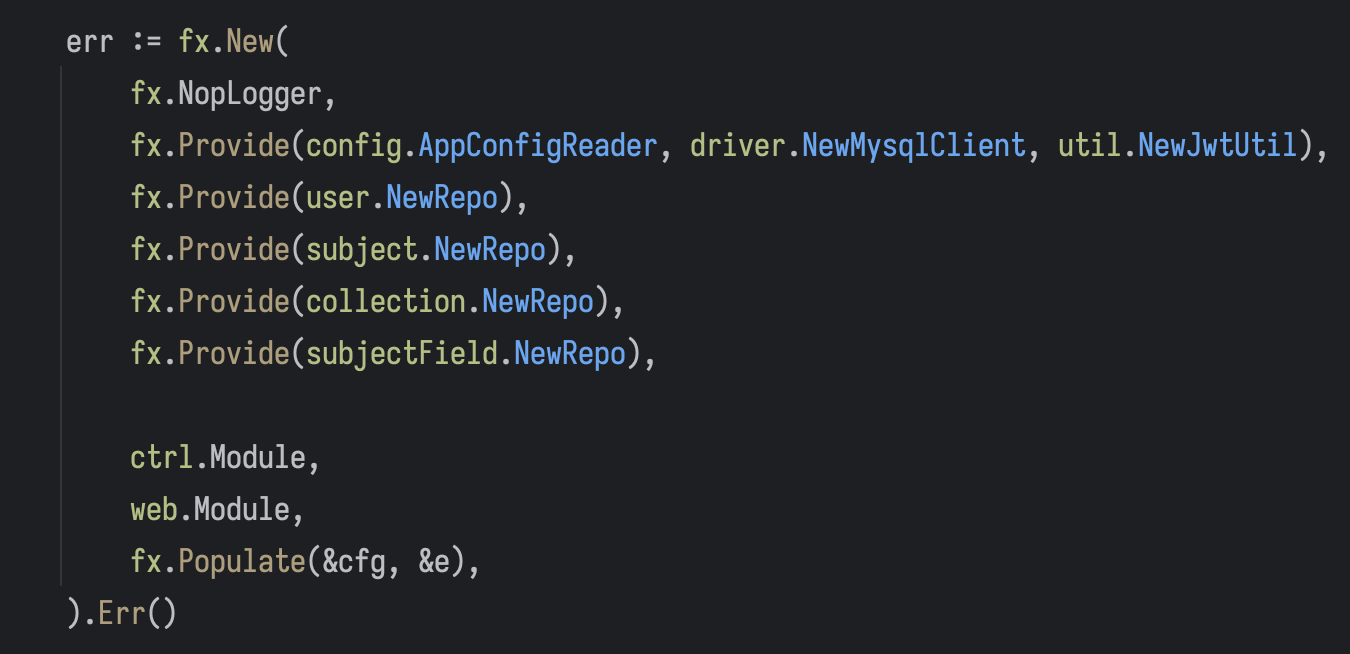 err := fx.New(
fx.NopLogger,
fx.Provide(config.AppConfigReader, driver.NewMysqlClient, util.NewJwtUtil),
fx.Provide(user.NewRepo),
fx.Provide(subject.NewRepo),
fx.Provide(collection.NewRepo),
fx.Provide(subjectField.NewRepo),
ctrl.Module,
web.Module,
fx.Populate(&cfg, &e),
).Err()